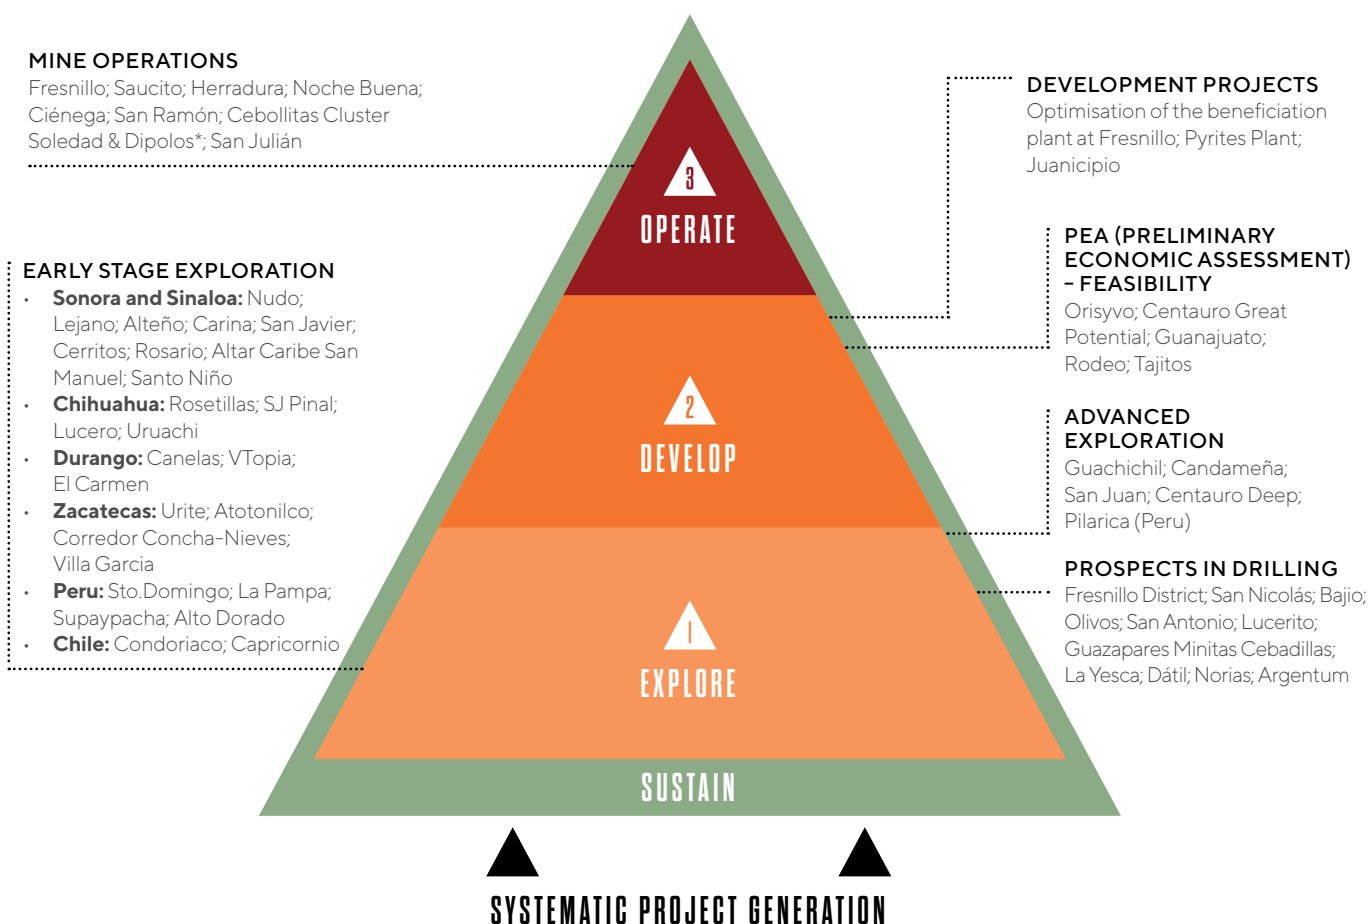 MINE OPERATIONS
Fresnillo; Saucito; Herradura; Noche Buena;
Ciénega; San Ramón; Cebollitas Cluster
Soledad & Dipolos*; San Julián
EARLY STAGE EXPLORATION
• Sonora and Sinaloa: Nudo;
Lejano; Alteño; Carina; San Javier;
Cerritos; Rosario; Altar Caribe San
Manuel; Santo Niño
• Chihuahua: Rosetillas; SJ Pinal;
Lucero; Uruachi
• Durango: Canelas; VTopia;
El Carmen
• Zacatecas: Urite; Atotonilco;
Corredor Concha-Nieves;
Villa Garcia
• Peru: Sto.Domingo; La Pampa;
Supaypacha; Alto Dorado
• Chile: Condoriaco; Capricornio
3
OPERATE
2
DEVELOP
1
EXPLORE
SUSTAIN
SYSTEMATIC PROJECT GENERATION
DEVELOPMENT PROJECTS
Optimisation of the beneficiation
plant at Fresnillo; Pyrites Plant;
Juanicipio
PEA (PRELIMINARY
ECONOMIC ASSESSMENT)
– FEASIBILITY
Orisyvo; Centauro Great
Potential; Guanajuato;
Rodeo; Tajitos
ADVANCED
EXPLORATION
Guachichil; Candameña;
San Juan; Centauro Deep;
Pilarica (Peru)
PROSPECTS IN DRILLING
Fresnillo District; San Nicolás; Bajio;
Olivos; San Antonio; Lucerito;
Guazapares Minitas Cebadillas;
La Yesca; Dátil; Norias; Argentum